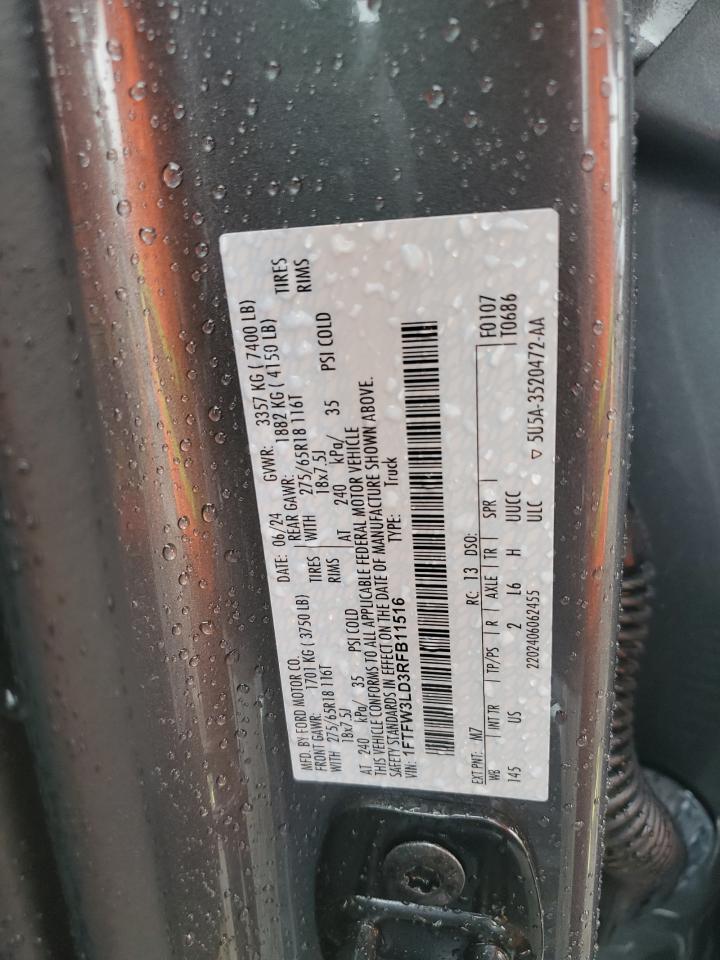 MFD. BY FORD MOTOR CO. DATE: 06/24 GVWR: 3357 KG ( 7400 LB)
FRONT GAWR: 1701 KG (3750 LB) REAR GAWR: 1882 KG ( 4150 LB)
WITH 275/65R18 116T TIRES WITH 275/65R18 116T TIRES
18x7.5J RIMS 18x7.5J RIMS
AT 240 kPa/ 35 PSI COLD AT 240 kPa/ 35 PSI COLD
THIS VEHICLE CONFORMS TO ALL APPLICABLE FEDERAL MOTOR VEHICLE
SAFETY STANDARDS IN EFFECT ON THE DATE OF MANUFACTURE SHOWN ABOVE.
VIN: 1FTFW3LD3RFB11516 TYPE: Truck
EXT PNT: M7 RC: 13 DSO: F0107
WB INT TR TP/PS R AXLE TR SPR T0686
145 US 2 L6 H UUCC
2202406062455 ULC ▽ 5U5A-3520472-AA